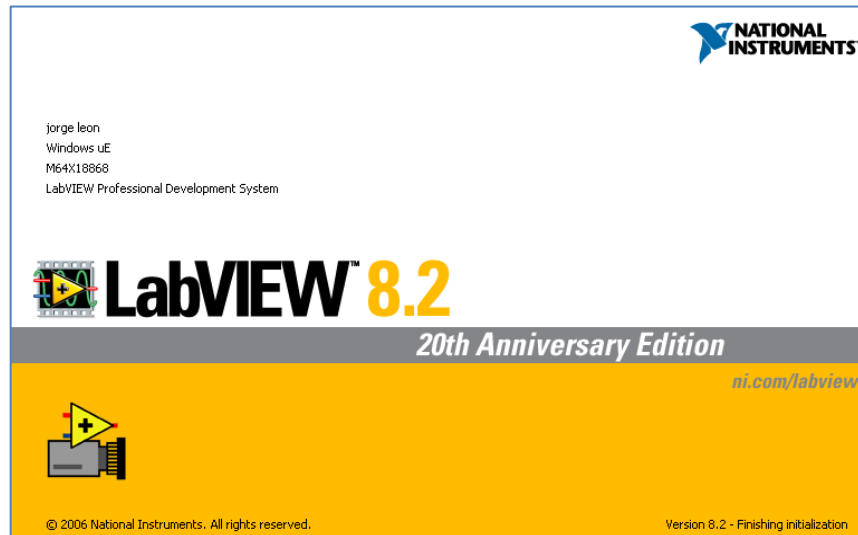 NATIONAL
INSTRUMENTS
jorge leon
Windows uE
M64X18868
LabVIEW Professional Development System
LabVIEW™ 8.2
20th Anniversary Edition
ni.com/labview
© 2006 National Instruments. All rights reserved.
Version 8.2 - Finishing initialization